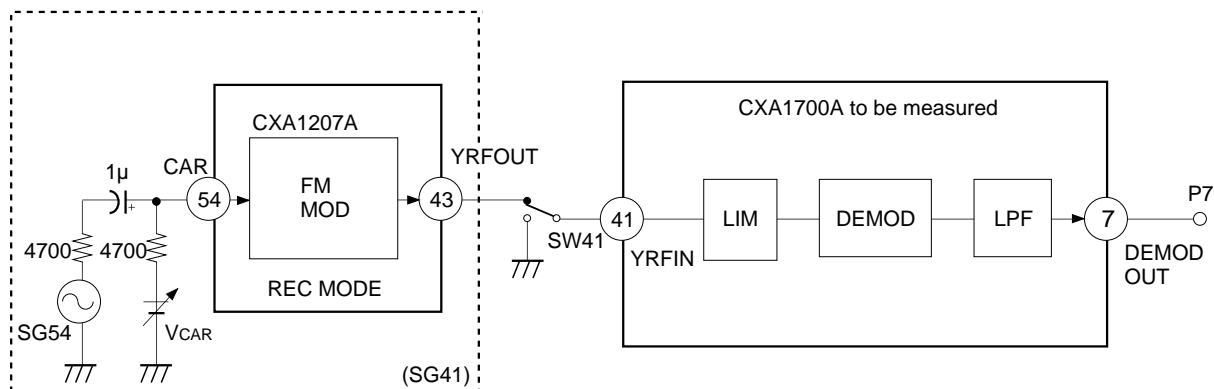 CXA1207A
CXA1700A to be measured
1µ
+
CAR
54
FM
MOD
43
YRFOUT
SW41
41
YRFIN
LIM
DEMOD
LPF
7
P7
DEMOD
OUT
4700
4700
REC MODE
SG54
VCAR
(SG41)